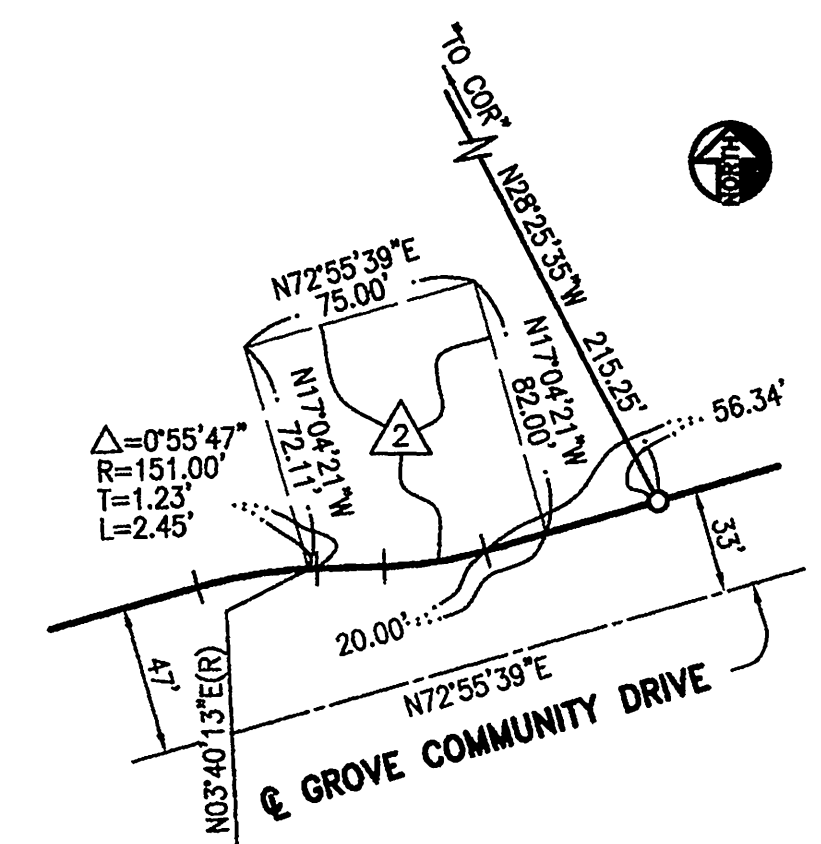 "TO COR"
NORTH
N28°25'35"W
215.25'
N72°55'39"E
75.00'
N17°04'21"W
82.00'
N17°04'21"W
72.11'
2
56.34'
△=0°55'47"
R=151.00'
T=1.23'
L=2.45'
33'
20.00'
47'
N72°55'39"E
N03°40'13"E(R)
℄ GROVE COMMUNITY DRIVE